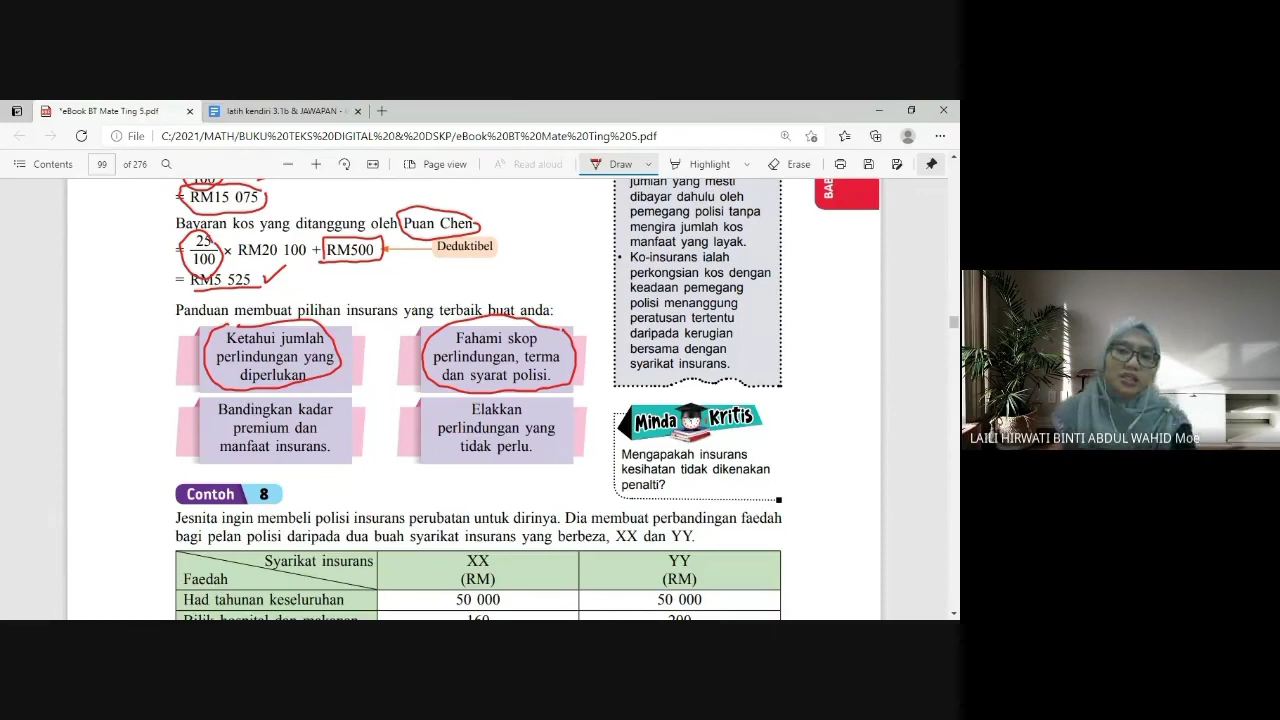 *eBook BT Mate Ting 5.pdf
latih kendiri 3.1b & JAWAPAN -
File
C:/2021/MATH/BUKU%20TEKS%20DIGITAL%20&%20DSKP/eBook%20BT%20Mate%20Ting%205.pdf
Contents
99
of 276
Page view
Read aloud
Draw
Highlight
Erase
100
= RM15 075
Bayaran kos yang ditanggung oleh Puan Chen
= 25/100 × RM20 100 + RM500
Deduktibel
= RM5 525
Panduan membuat pilihan insurans yang terbaik buat anda:
Ketahui jumlah
perlindungan yang
diperlukan
Fahami skop
perlindungan, terma
dan syarat polisi.
Bandingkan kadar
premium dan
manfaat insurans.
Elakkan
perlindungan yang
tidak perlu.
jumlah yang mesti
dibayar dahulu oleh
pemegang polisi tanpa
mengira jumlah kos
manfaat yang layak.
• Ko-insurans ialah
perkongsian kos dengan
keadaan pemegang
polisi menanggung
peratusan tertentu
daripada kerugian
bersama dengan
syarikat insurans.
BAB
Minda Kritis
Mengapakah insurans
kesihatan tidak dikenakan
penalti?
Contoh 8
Jesnita ingin membeli polisi insurans perubatan untuk dirinya. Dia membuat perbandingan faedah
bagi pelan polisi daripada dua buah syarikat insurans yang berbeza, XX dan YY.
Syarikat insurans
Faedah
XX
(RM)
YY
(RM)
Had tahunan keseluruhan 50 000 50 000
Bilik hospital dan makanan 160 200
LAILI HIRWATI BINTI ABDUL WAHID Moe